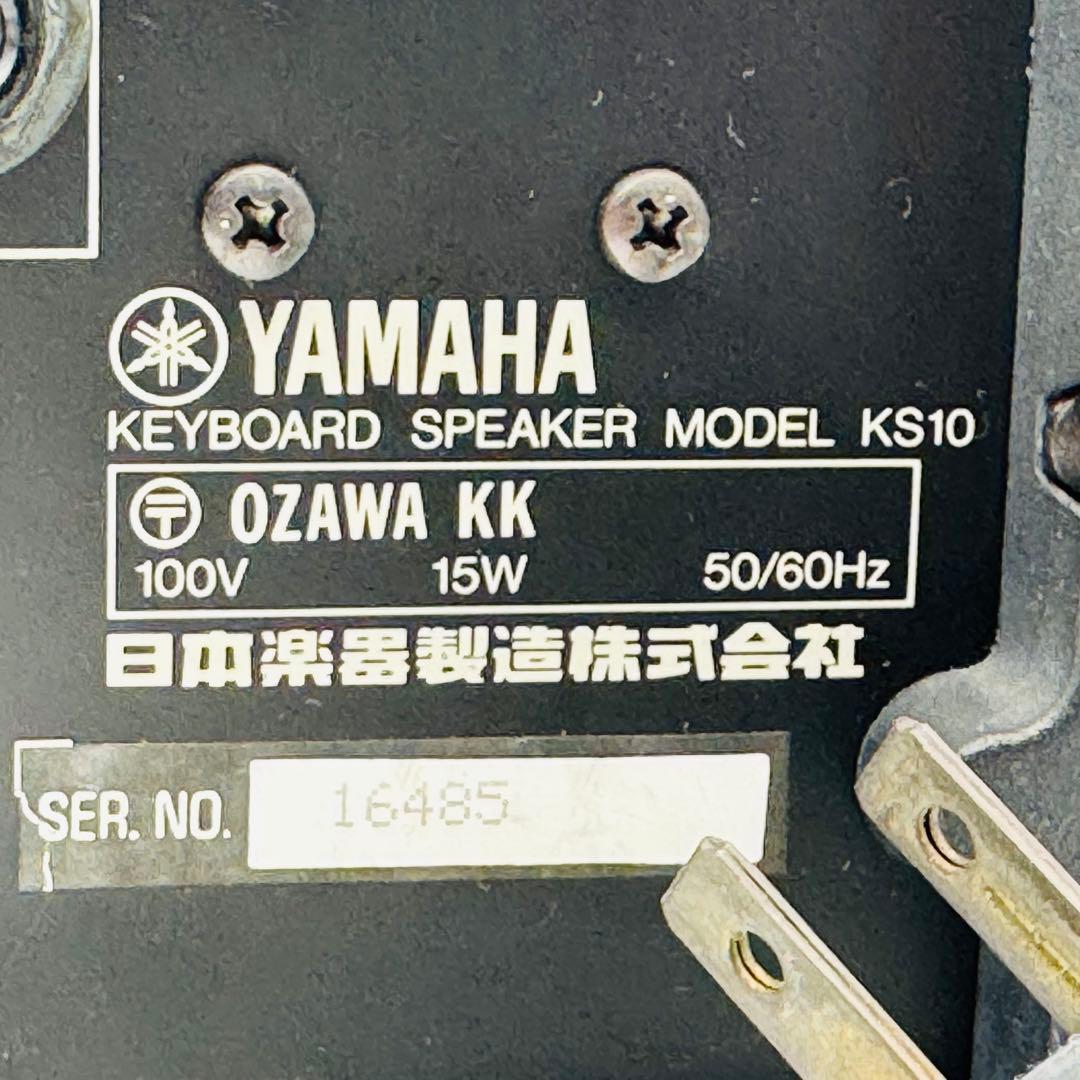 YAMAHA
KEYBOARD SPEAKER MODEL KS10
〒 OZAWA KK
100V 15W 50/60Hz
日本楽器製造株式会社
SER. NO. 16485